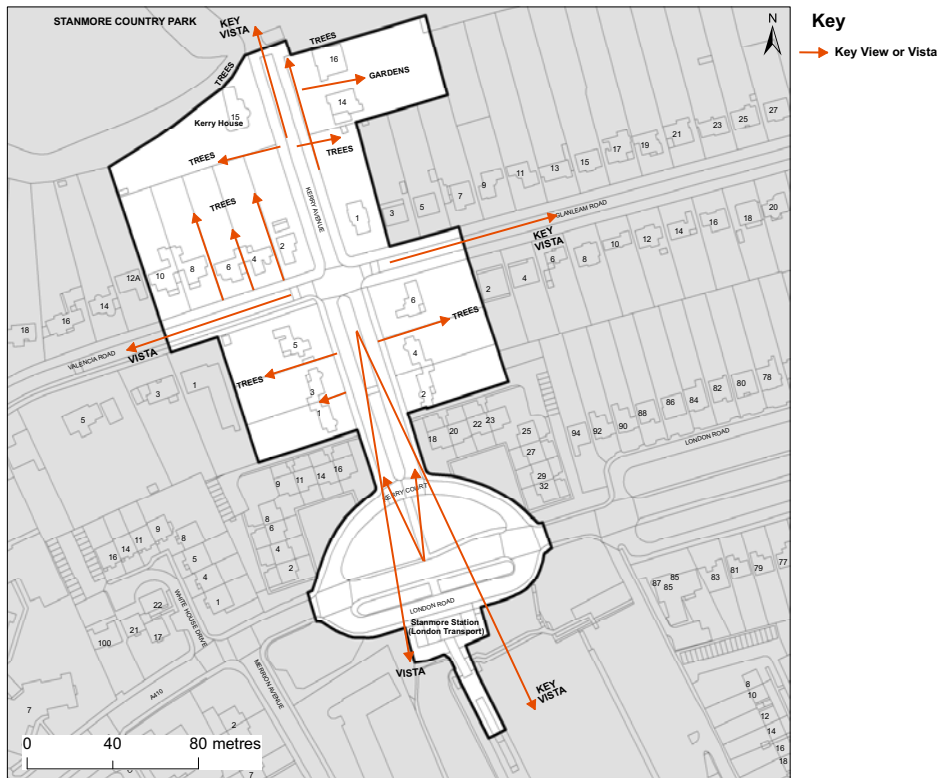 STANMORE COUNTRY PARK
KEY
VISTA
TREES
N
Key
Key View or Vista
16
TREES
GARDENS
14
15
Kerry House
27
25
23
21
19
17
15
13
11
9
7
5
3
TREES
TREES
TREES
KERRY AVENUE
1
GLANLEAM ROAD
KEY
VISTA
20
18
16
14
12
10
8
6
4
2
2
4
6
8
10
12A
14
16
18
VALENCIA ROAD
VISTA
6
TREES
5
4
TREES
3
1
2
1
3
5
78
80
82
84
86
88
90
92
94
LONDON ROAD
18
20
22
23
25
27
29
32
16
14
11
9
KERRY COURT
8
6
4
2
9
11
14
16
8
5
4
1
WHITE HOUSE DRIVE
22
21
17
100
A410
MERRION AVENUE
LONDON ROAD
Stanmore Station
(London Transport)
VISTA
KEY
VISTA
87
85
85
83
81
79
77
7
2
7
8
10
12
14
16
18
0 40 80 metres